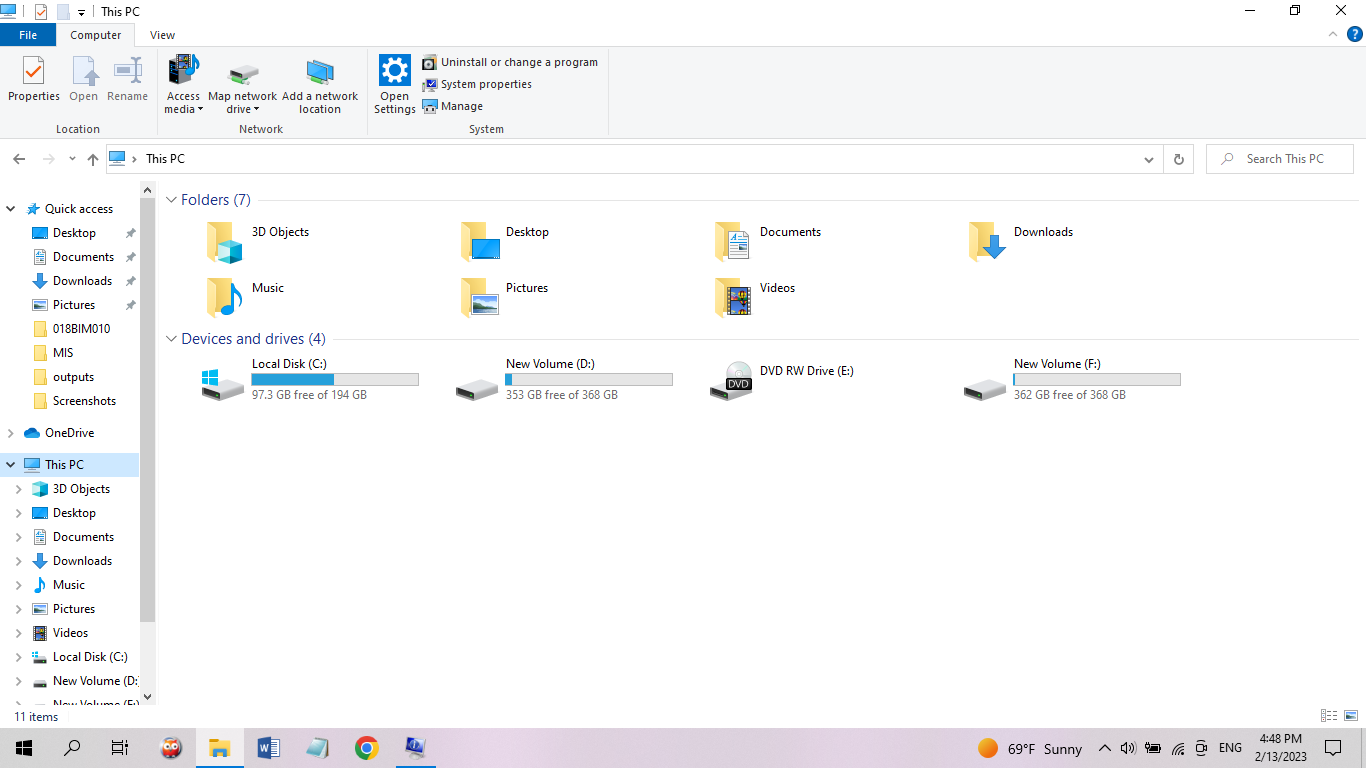 This PC
File Computer View
Properties Open Rename
Access media
Map network drive
Add a network location
Open Settings
Uninstall or change a program
System properties
Manage
Location Network System
This PC
Search This PC
Quick access
Desktop
Documents
Downloads
Pictures
018BIM010
MIS
outputs
Screenshots
OneDrive
This PC
3D Objects
Desktop
Documents
Downloads
Music
Pictures
Videos
Local Disk (C:)
New Volume (D:)
New Volume (F:)
Folders (7)
3D Objects
Desktop
Documents
Downloads
Music
Pictures
Videos
Devices and drives (4)
Local Disk (C:)
97.3 GB free of 194 GB
New Volume (D:)
353 GB free of 368 GB
DVD RW Drive (E:)
DVD
New Volume (F:)
362 GB free of 368 GB
11 items
69°F Sunny
ENG
4:48 PM
2/13/2023